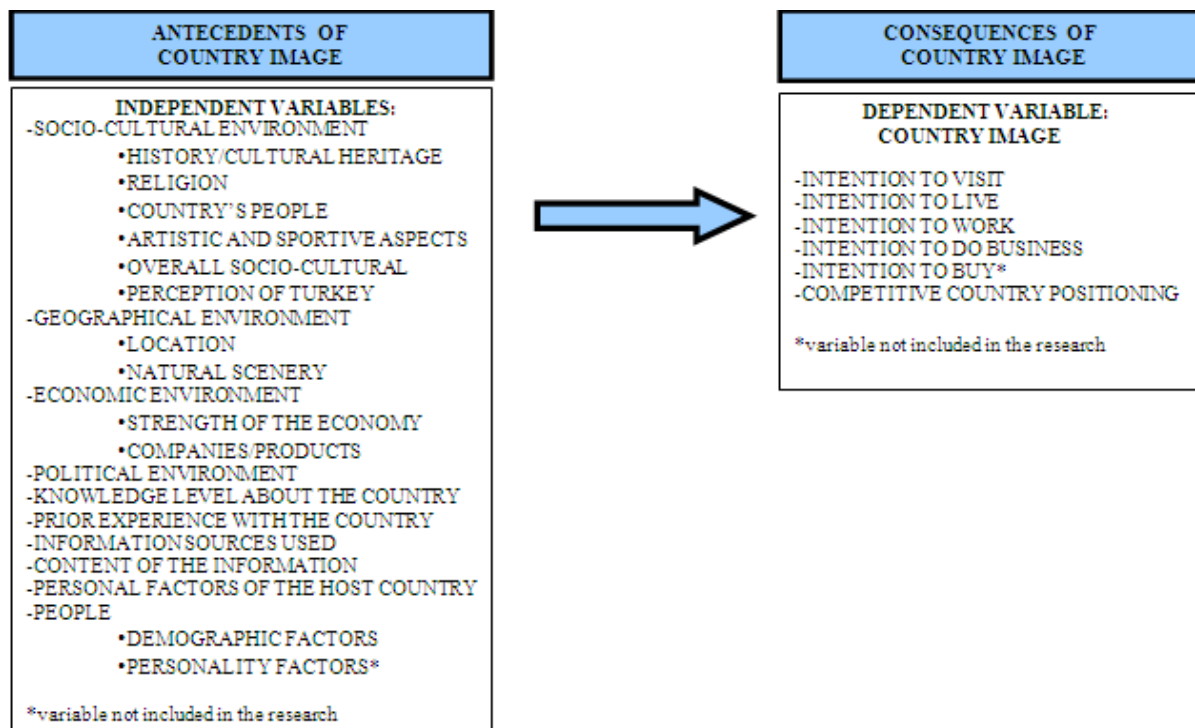 ANTECEDENTS OF
COUNTRY IMAGE
INDEPENDENT VARIABLES:
-SOCIO-CULTURAL ENVIRONMENT
•HISTORY/CULTURAL HERITAGE
•RELIGION
•COUNTRY'S PEOPLE
•ARTISTIC AND SPORTIVE ASPECTS
•OVERALL SOCIO-CULTURAL
•PERCEPTION OF TURKEY
-GEOGRAPHICAL ENVIRONMENT
•LOCATION
•NATURAL SCENERY
-ECONOMIC ENVIRONMENT
•STRENGTH OF THE ECONOMY
•COMPANIES/PRODUCTS
-POLITICAL ENVIRONMENT
-KNOWLEDGE LEVEL ABOUT THE COUNTRY
-PRIOR EXPERIENCE WITH THE COUNTRY
-INFORMATION SOURCES USED
-CONTENT OF THE INFORMATION
-PERSONAL FACTORS OF THE HOST COUNTRY
-PEOPLE
•DEMOGRAPHIC FACTORS
•PERSONALITY FACTORS*
*variable not included in the research
CONSEQUENCES OF
COUNTRY IMAGE
DEPENDENT VARIABLE:
COUNTRY IMAGE
-INTENTION TO VISIT
-INTENTION TO LIVE
-INTENTION TO WORK
-INTENTION TO DO BUSINESS
-INTENTION TO BUY*
-COMPETITIVE COUNTRY POSITIONING
*variable not included in the research